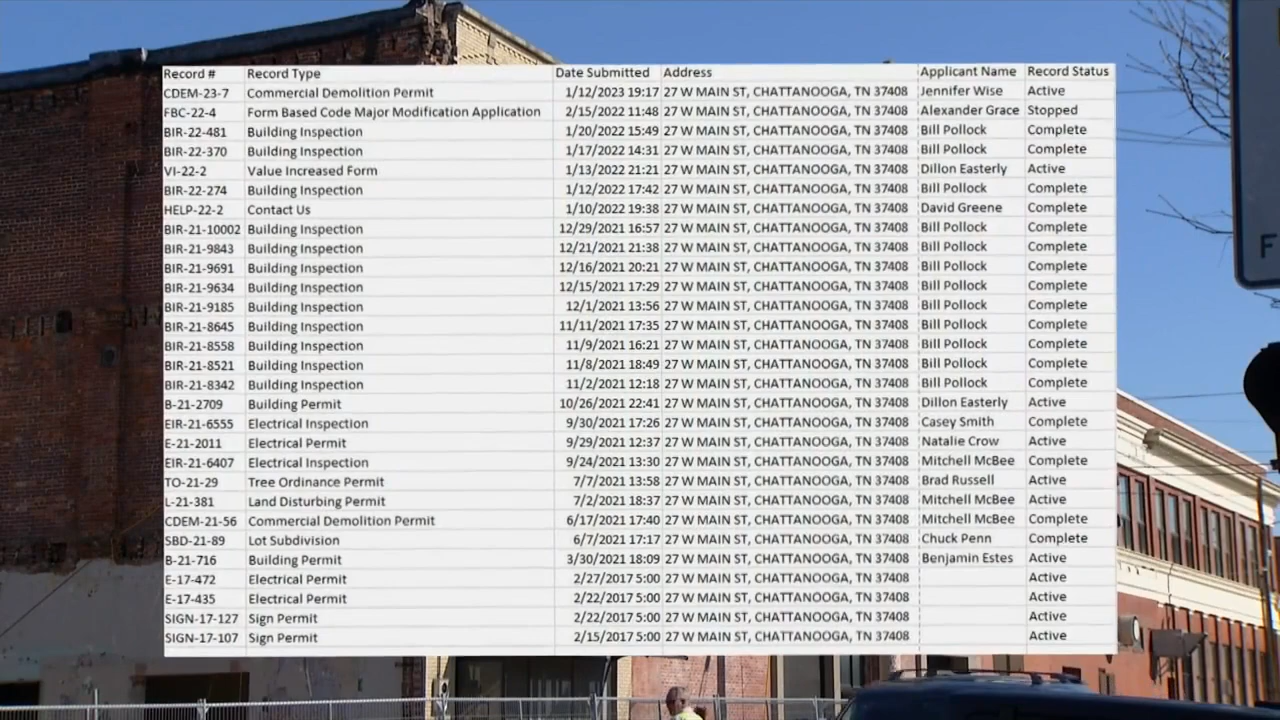 Record # Record Type Date Submitted Address Applicant Name Record Status
CDEM-23-7 Commercial Demolition Permit 1/12/2023 19:17 27 W MAIN ST, CHATTANOOGA, TN 37408 Jennifer Wise Active
FBC-22-4 Form Based Code Major Modification Application 2/15/2022 11:48 27 W MAIN ST, CHATTANOOGA, TN 37408 Alexander Grace Stopped
BIR-22-481 Building Inspection 1/20/2022 15:49 27 W MAIN ST, CHATTANOOGA, TN 37408 Bill Pollock Complete
BIR-22-370 Building Inspection 1/17/2022 14:31 27 W MAIN ST, CHATTANOOGA, TN 37408 Bill Pollock Complete
VI-22-2 Value Increased Form 1/13/2022 21:21 27 W MAIN ST, CHATTANOOGA, TN 37408 Dillon Easterly Active
BIR-22-274 Building Inspection 1/12/2022 17:42 27 W MAIN ST, CHATTANOOGA, TN 37408 Bill Pollock Complete
HELP-22-2 Contact Us 1/10/2022 19:38 27 W MAIN ST, CHATTANOOGA, TN 37408 David Greene Complete
BIR-21-10002 Building Inspection 12/29/2021 16:57 27 W MAIN ST, CHATTANOOGA, TN 37408 Bill Pollock Complete
BIR-21-9843 Building Inspection 12/21/2021 21:38 27 W MAIN ST, CHATTANOOGA, TN 37408 Bill Pollock Complete
BIR-21-9691 Building Inspection 12/16/2021 20:21 27 W MAIN ST, CHATTANOOGA, TN 37408 Bill Pollock Complete
BIR-21-9634 Building Inspection 12/15/2021 17:29 27 W MAIN ST, CHATTANOOGA, TN 37408 Bill Pollock Complete
BIR-21-9185 Building Inspection 12/1/2021 13:56 27 W MAIN ST, CHATTANOOGA, TN 37408 Bill Pollock Complete
BIR-21-8645 Building Inspection 11/11/2021 17:35 27 W MAIN ST, CHATTANOOGA, TN 37408 Bill Pollock Complete
BIR-21-8558 Building Inspection 11/9/2021 16:21 27 W MAIN ST, CHATTANOOGA, TN 37408 Bill Pollock Complete
BIR-21-8521 Building Inspection 11/8/2021 18:49 27 W MAIN ST, CHATTANOOGA, TN 37408 Bill Pollock Complete
BIR-21-8342 Building Inspection 11/2/2021 12:18 27 W MAIN ST, CHATTANOOGA, TN 37408 Bill Pollock Complete
B-21-2709 Building Permit 10/26/2021 22:41 27 W MAIN ST, CHATTANOOGA, TN 37408 Dillon Easterly Active
EIR-21-6555 Electrical Inspection 9/30/2021 17:26 27 W MAIN ST, CHATTANOOGA, TN 37408 Casey Smith Complete
E-21-2011 Electrical Permit 9/29/2021 12:37 27 W MAIN ST, CHATTANOOGA, TN 37408 Natalie Crow Active
EIR-21-6407 Electrical Inspection 9/24/2021 13:30 27 W MAIN ST, CHATTANOOGA, TN 37408 Mitchell McBee Complete
TO-21-29 Tree Ordinance Permit 7/7/2021 13:58 27 W MAIN ST, CHATTANOOGA, TN 37408 Brad Russell Active
L-21-381 Land Disturbing Permit 7/2/2021 18:37 27 W MAIN ST, CHATTANOOGA, TN 37408 Mitchell McBee Active
CDEM-21-56 Commercial Demolition Permit 6/17/2021 17:40 27 W MAIN ST, CHATTANOOGA, TN 37408 Mitchell McBee Complete
SBD-21-89 Lot Subdivision 6/7/2021 17:17 27 W MAIN ST, CHATTANOOGA, TN 37408 Chuck Penn Complete
B-21-716 Building Permit 3/30/2021 18:09 27 W MAIN ST, CHATTANOOGA, TN 37408 Benjamin Estes Active
E-17-472 Electrical Permit 2/27/2017 5:00 27 W MAIN ST, CHATTANOOGA, TN 37408 Active
E-17-435 Electrical Permit 2/22/2017 5:00 27 W MAIN ST, CHATTANOOGA, TN 37408 Active
SIGN-17-127 Sign Permit 2/22/2017 5:00 27 W MAIN ST, CHATTANOOGA, TN 37408 Active
SIGN-17-107 Sign Permit 2/15/2017 5:00 27 W MAIN ST, CHATTANOOGA, TN 37408 Active
F